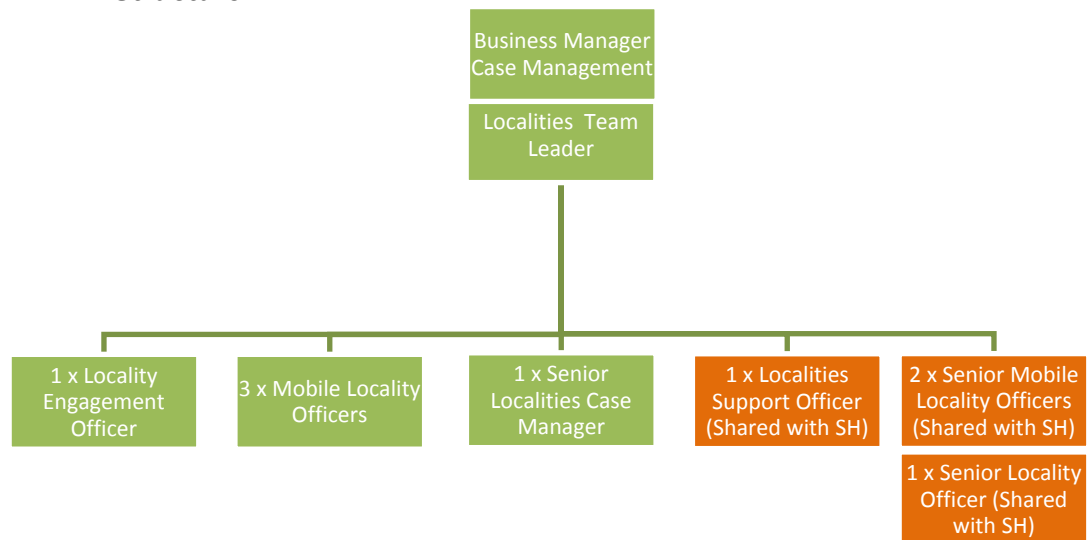 Business Manager
Case Management
Localities Team
Leader
1 x Locality
Engagement
Officer
3 x Mobile Locality
Officers
1 x Senior
Localities Case
Manager
1 x Localities
Support Officer
(Shared with SH)
2 x Senior Mobile
Locality Officers
(Shared with SH)
1 x Senior Locality
Officer (Shared
with SH)